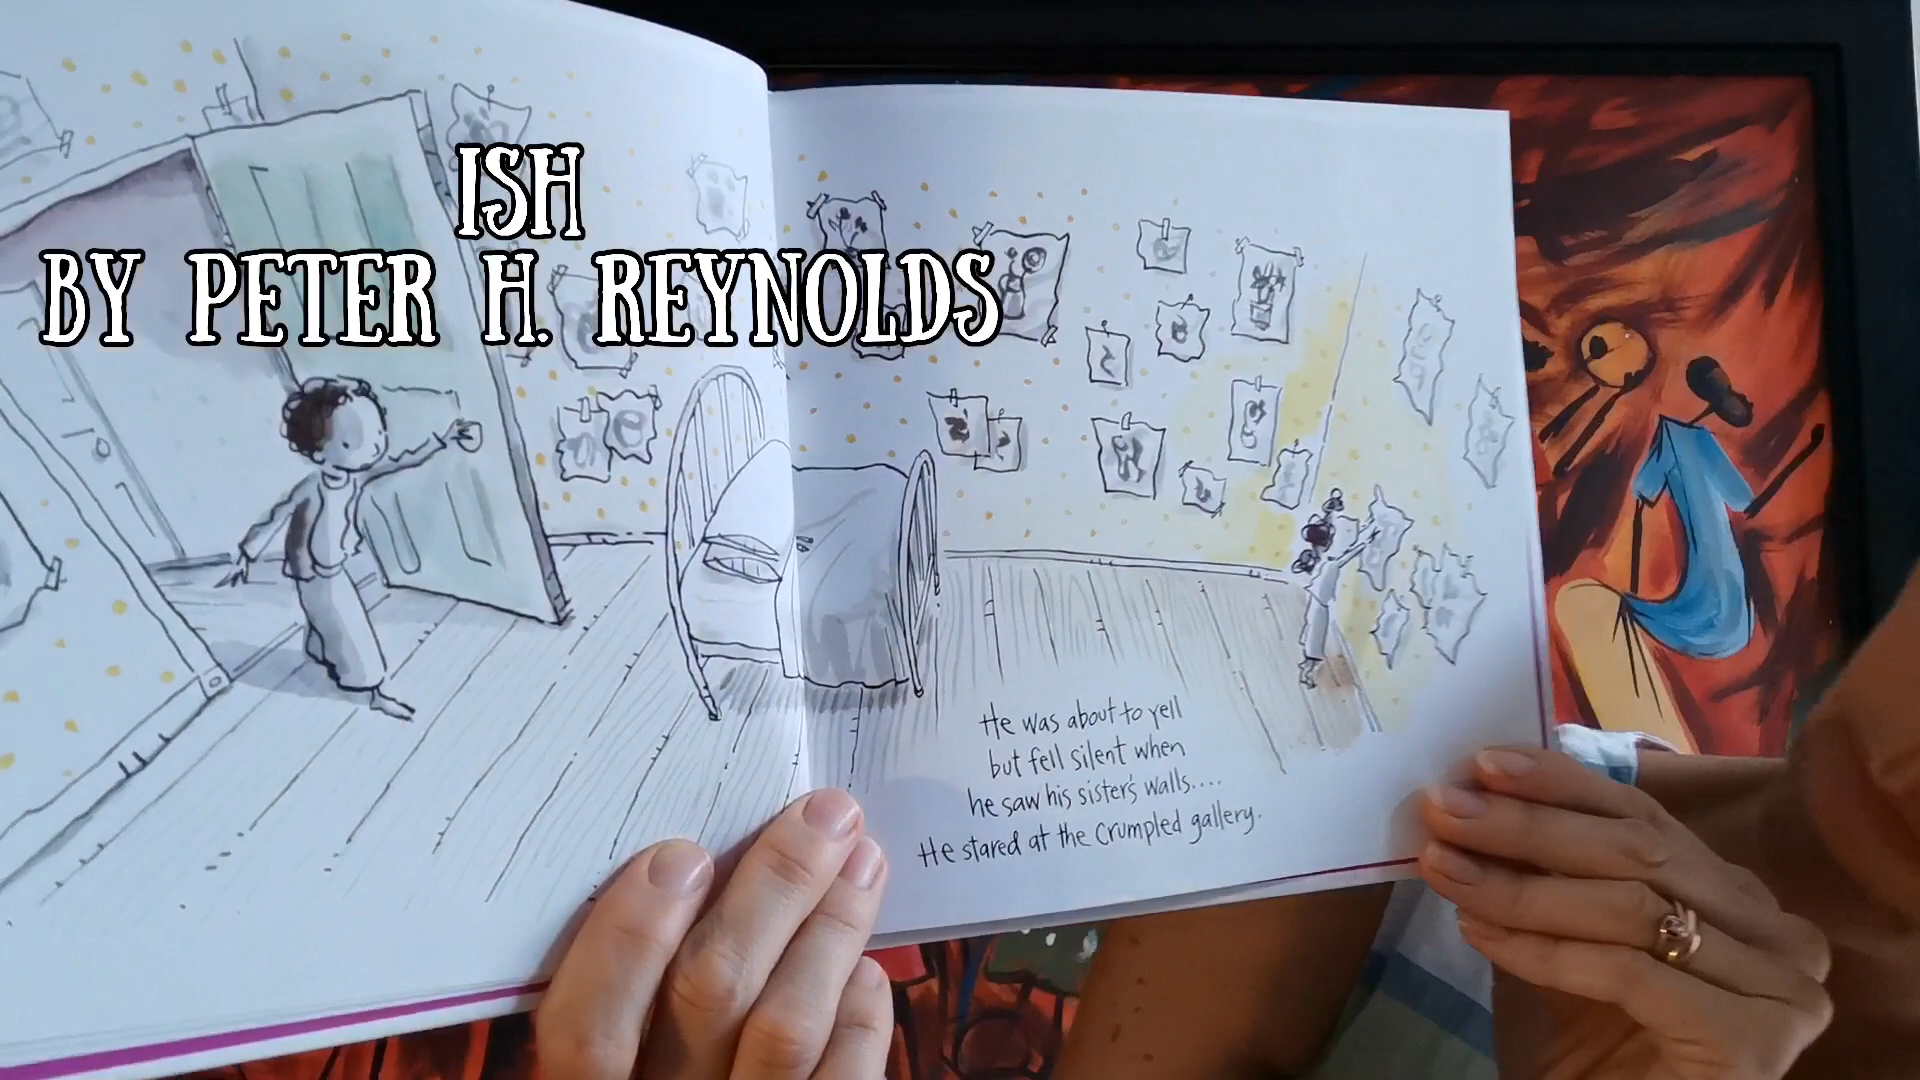 ISH
BY PETER H. REYNOLDS
He was about to yell
but fell silent when
he saw his sister's walls....
He stared at the crumpled gallery.